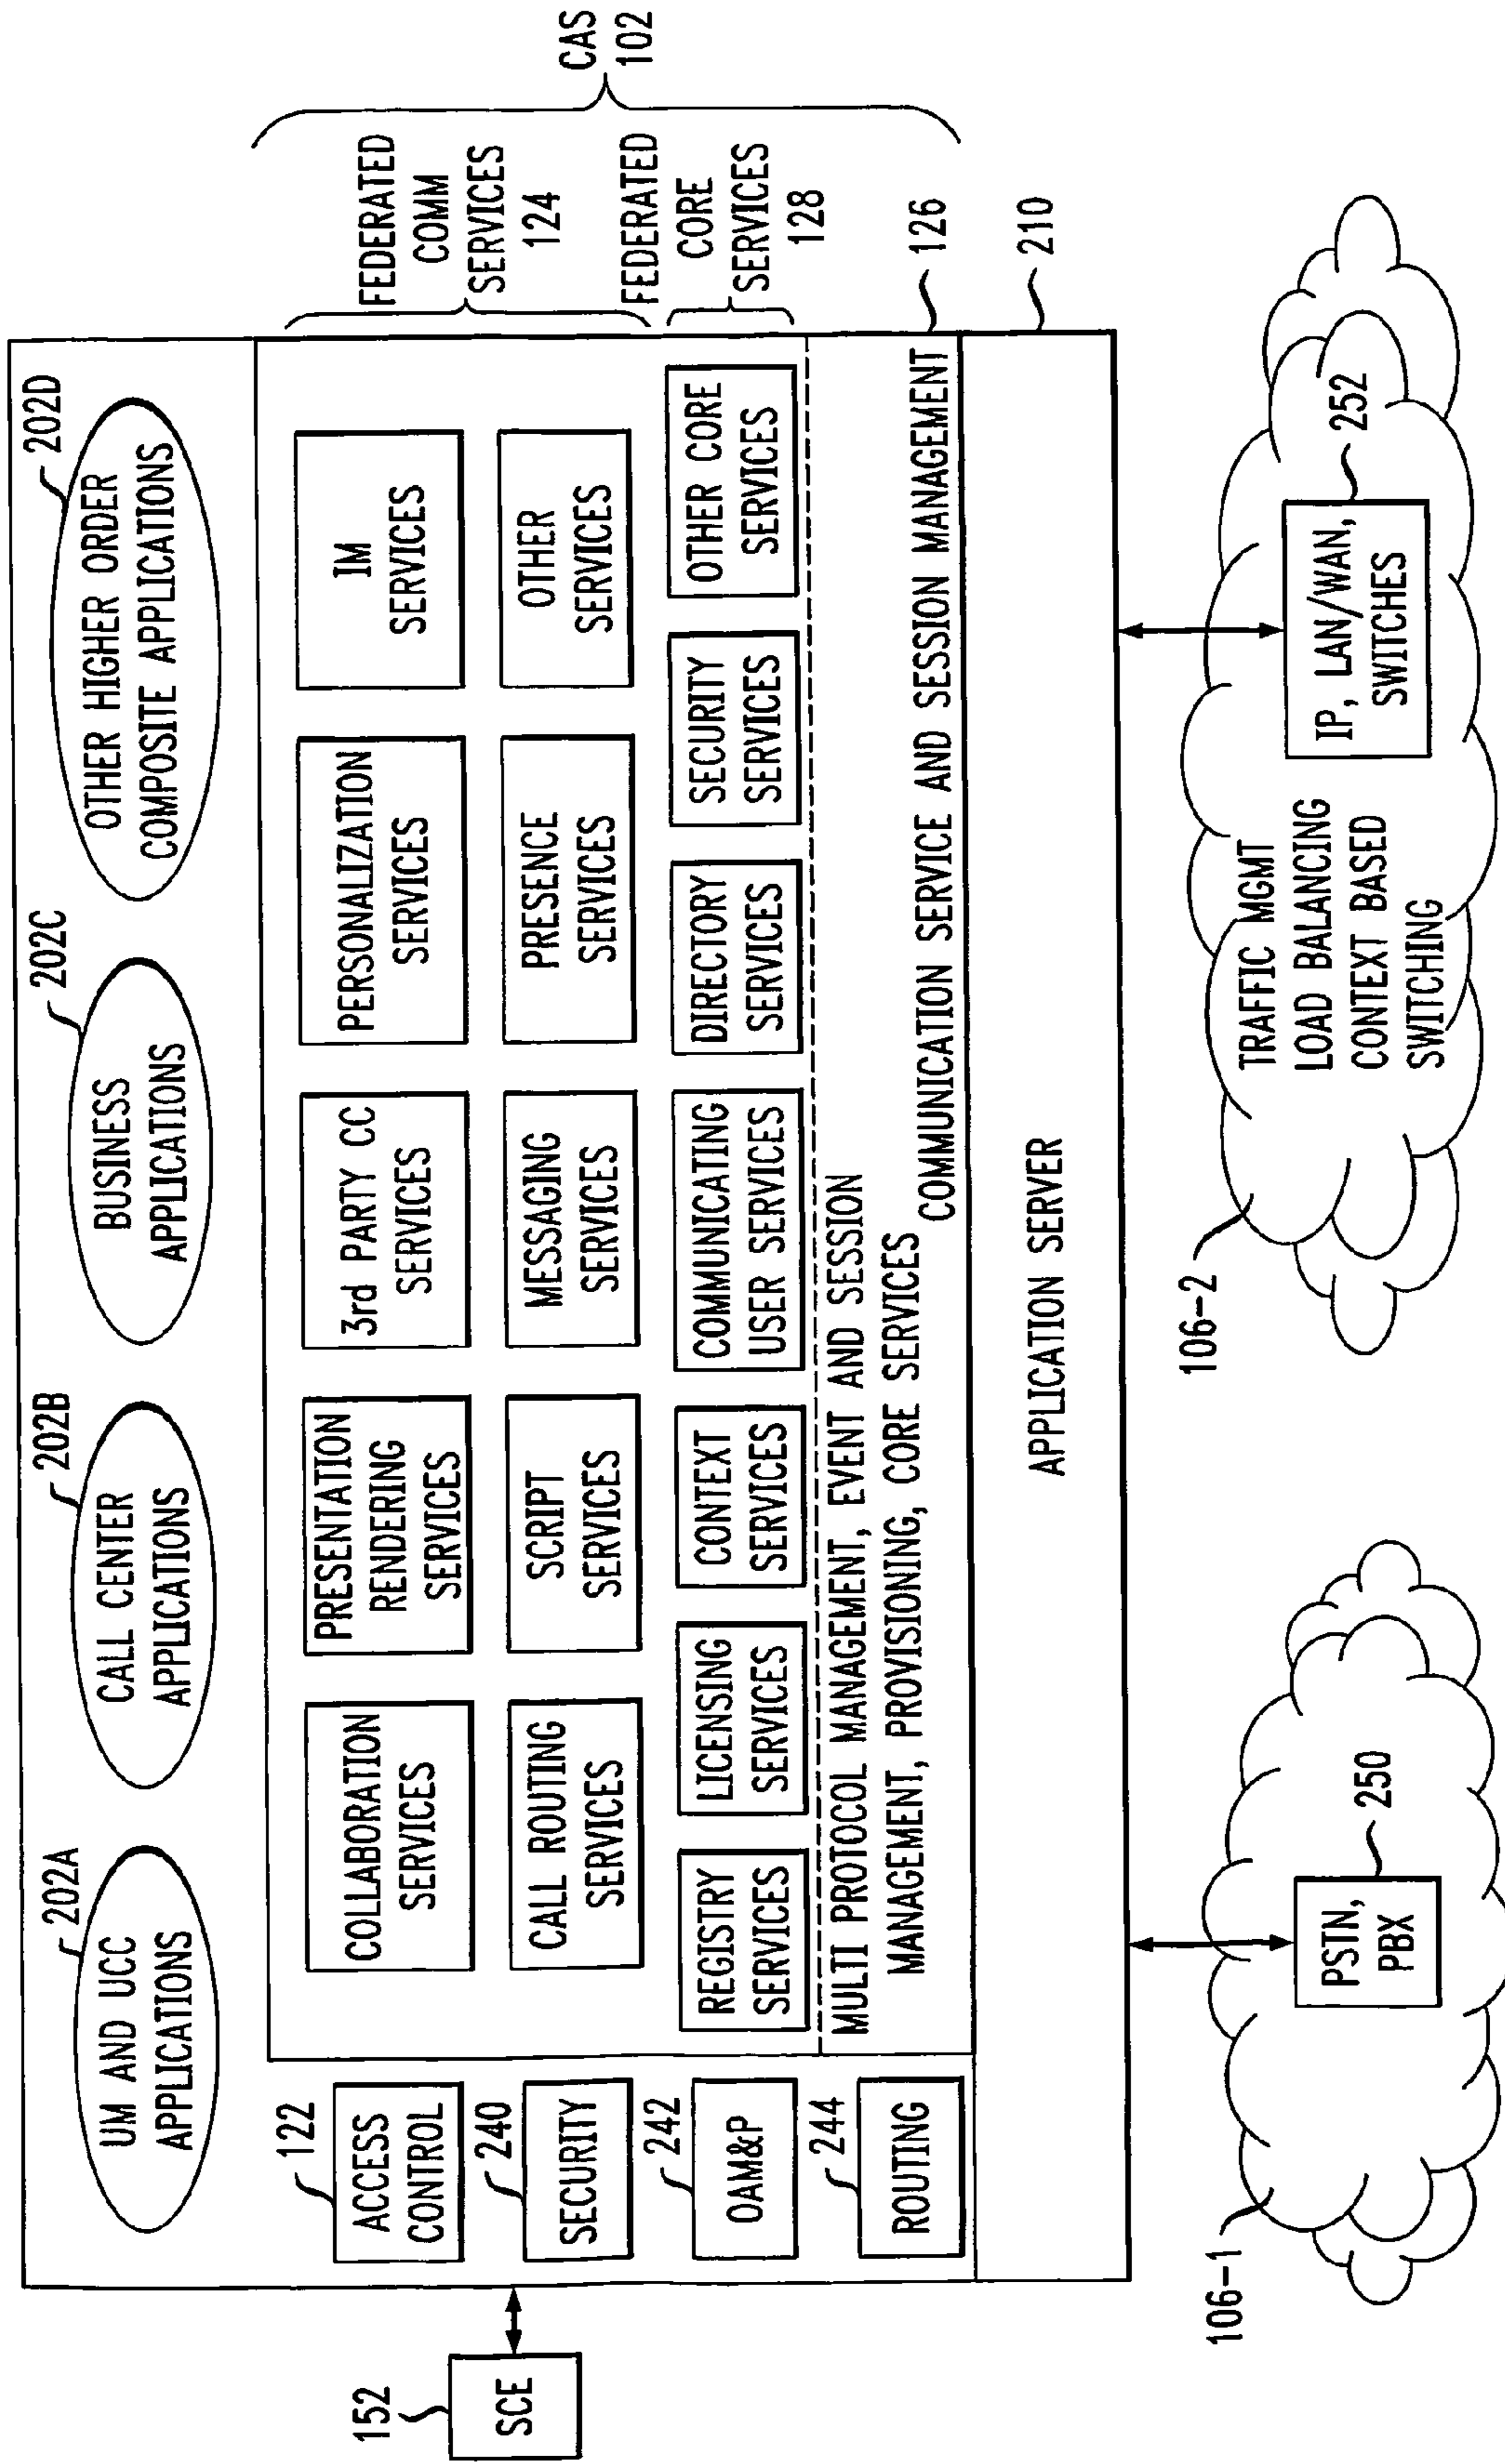 202A
UM AND UCC
APPLICATIONS
202B
CALL CENTER
APPLICATIONS
202C
BUSINESS
APPLICATIONS
202D
OTHER HIGHER ORDER
COMPOSITE APPLICATIONS
152
SCE
122
ACCESS
CONTROL
240
SECURITY
242
OAM&P
244
ROUTING
COLLABORATION
SERVICES
PRESENTATION
RENDERING
SERVICES
3rd PARTY CC
SERVICES
PERSONALIZATION
SERVICES
IM
SERVICES
CALL ROUTING
SERVICES
SCRIPT
SERVICES
MESSAGING
SERVICES
PRESENCE
SERVICES
OTHER
SERVICES
REGISTRY
SERVICES
LICENSING
SERVICES
CONTEXT
SERVICES
COMMUNICATING
USER SERVICES
DIRECTORY
SERVICES
SECURITY
SERVICES
OTHER CORE
SERVICES
MULTI PROTOCOL MANAGEMENT, EVENT AND SESSION
MANAGEMENT, PROVISIONING, CORE SERVICES
COMMUNICATION SERVICE AND SESSION MANAGEMENT
APPLICATION SERVER
FEDERATED
COMM
SERVICES
124
FEDERATED
CORE
SERVICES
128
CAS
102
126
210
106-1
PSTN,
PBX
250
106-2
TRAFFIC MGMT
LOAD BALANCING
CONTEXT BASED
SWITCHING
IP, LAN/WAN,
SWITCHES
252